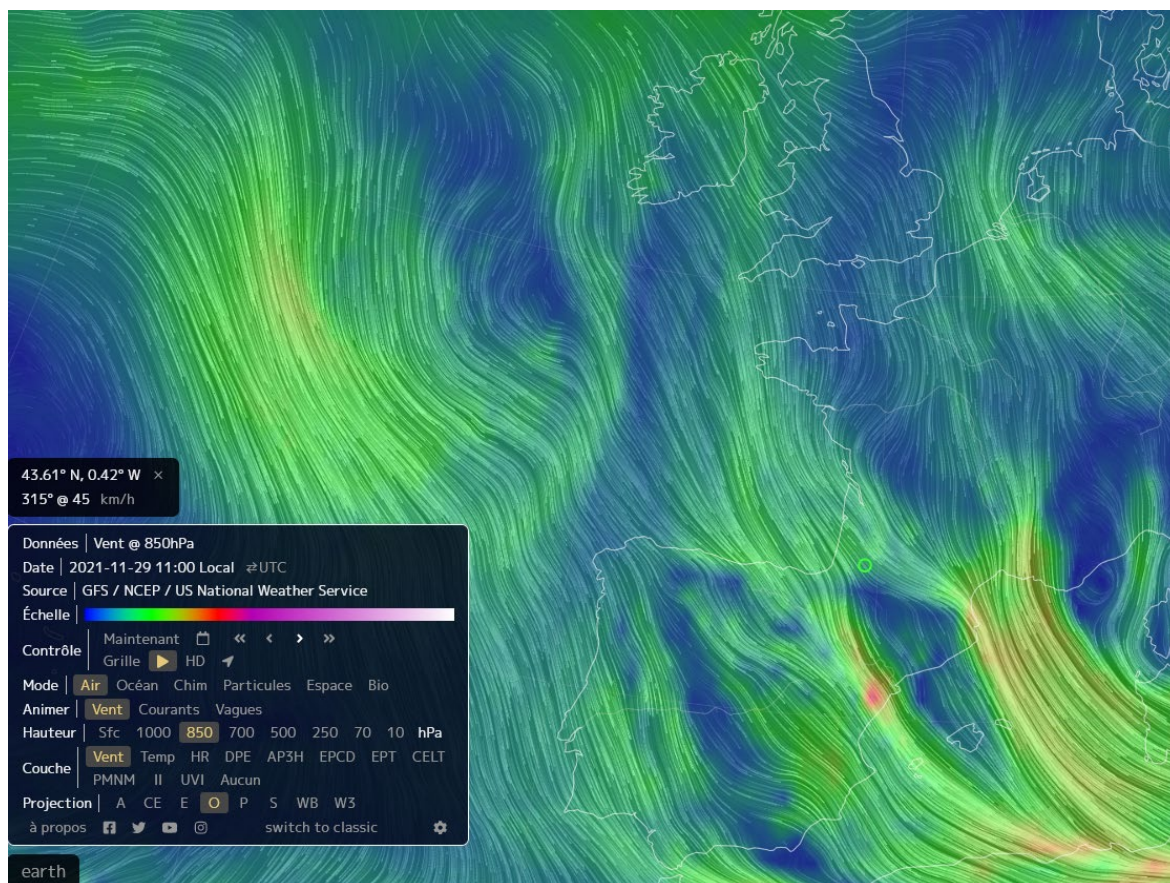 43.61° N, 0.42° W ×
315° @ 45 km/h
Données | Vent @ 850hPa
Date | 2021-11-29 11:00 Local ⇄UTC
Source | GFS / NCEP / US National Weather Service
Échelle |
Contrôle | Maintenant « ‹ › »
Grille ▶ HD
Mode | Air Océan Chim Particules Espace Bio
Animer | Vent Courants Vagues
Hauteur | Sfc 1000 850 700 500 250 70 10 hPa
Couche | Vent Temp HR DPE AP3H EPCD EPT CELT
PMNM II UVI Aucun
Projection | A CE E O P S WB W3
à propos switch to classic
earth